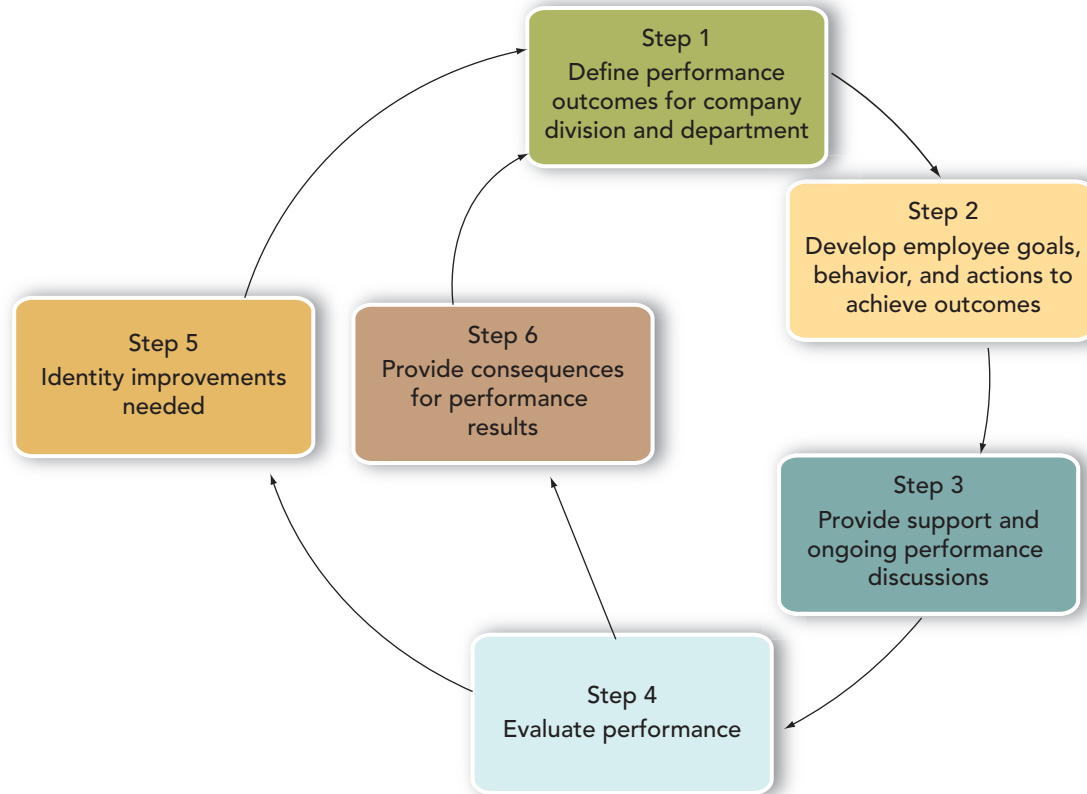 Step 1
Define performance
outcomes for company
division and department
Step 2
Develop employee goals,
behavior, and actions to
achieve outcomes
Step 3
Provide support and
ongoing performance
discussions
Step 4
Evaluate performance
Step 5
Identity improvements
needed
Step 6
Provide consequences
for performance
results